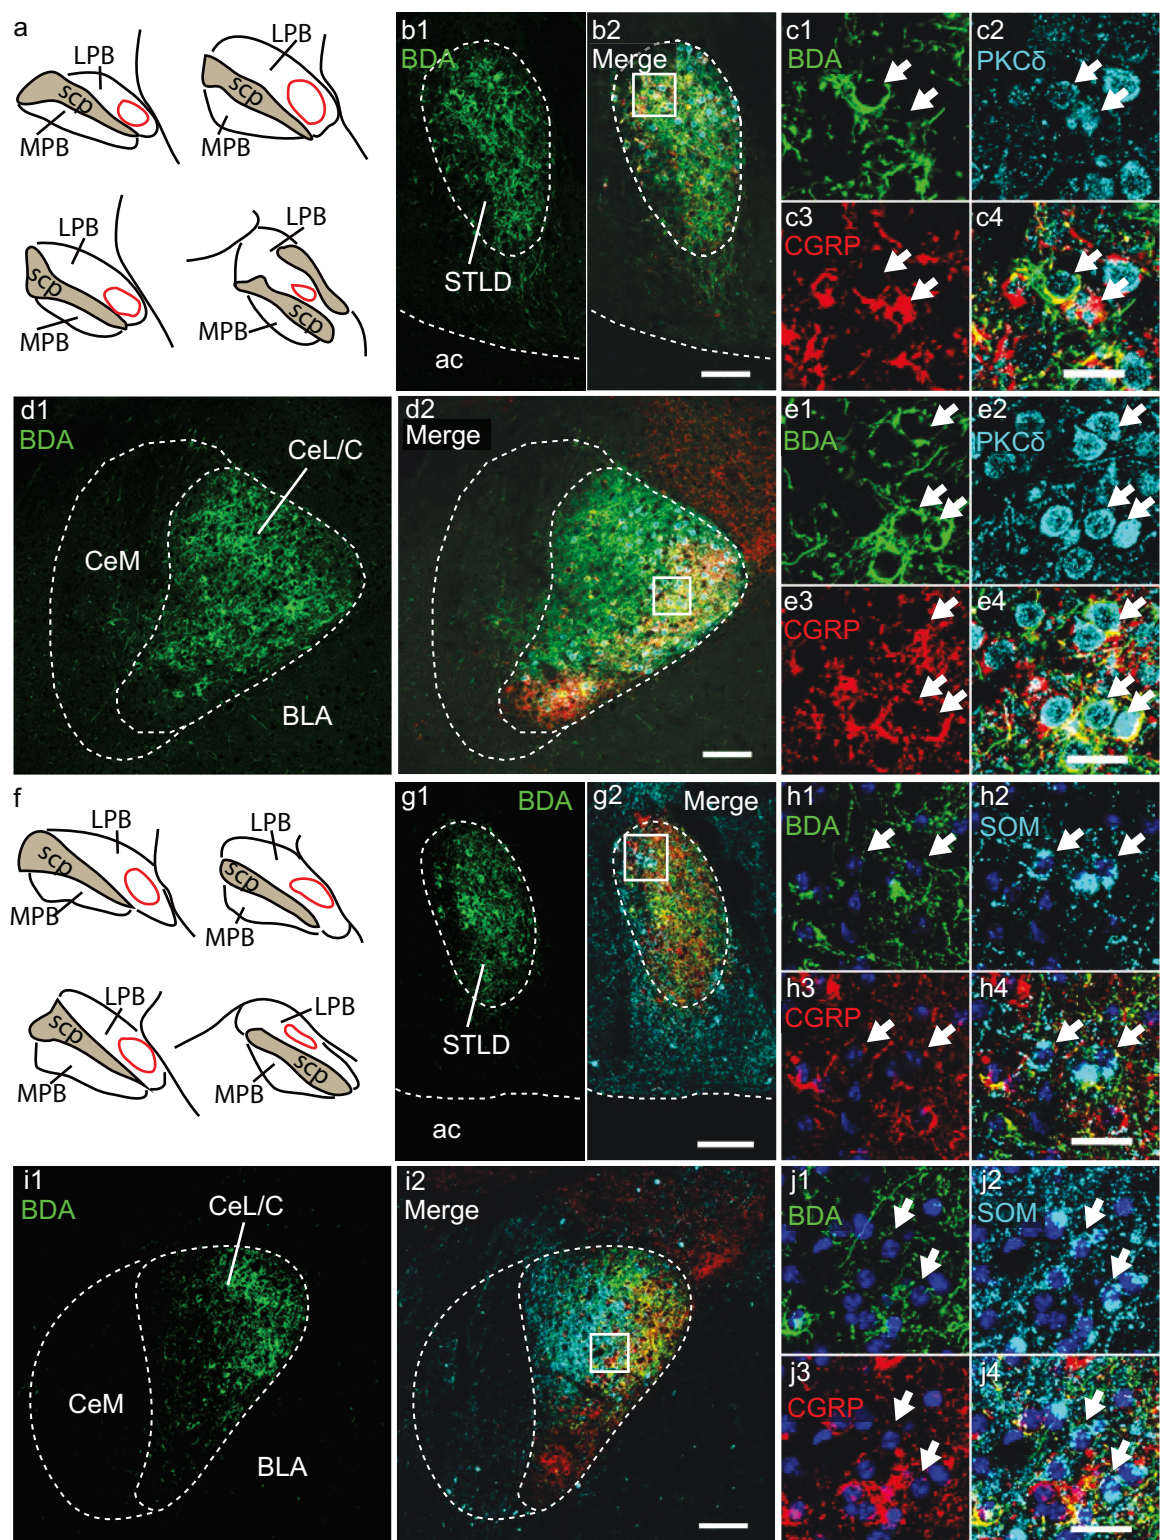 a
LPB
scp
MPB
LPB
scp
MPB
LPB
scp
MPB
LPB
MPB
scp
b1
BDA
STLD
ac
b2
Merge
c1
BDA
c2
PKCδ
c3
CGRP
c4
d1
BDA
CeL/C
CeM
BLA
d2
Merge
e1
BDA
e2
PKCδ
e3
CGRP
e4
f
LPB
scp
MPB
LPB
scp
MPB
LPB
scp
MPB
LPB
MPB
scp
g1
BDA
STLD
ac
g2
Merge
h1
BDA
h2
SOM
h3
CGRP
h4
i1
BDA
CeL/C
CeM
BLA
i2
Merge
j1
BDA
j2
SOM
j3
CGRP
j4